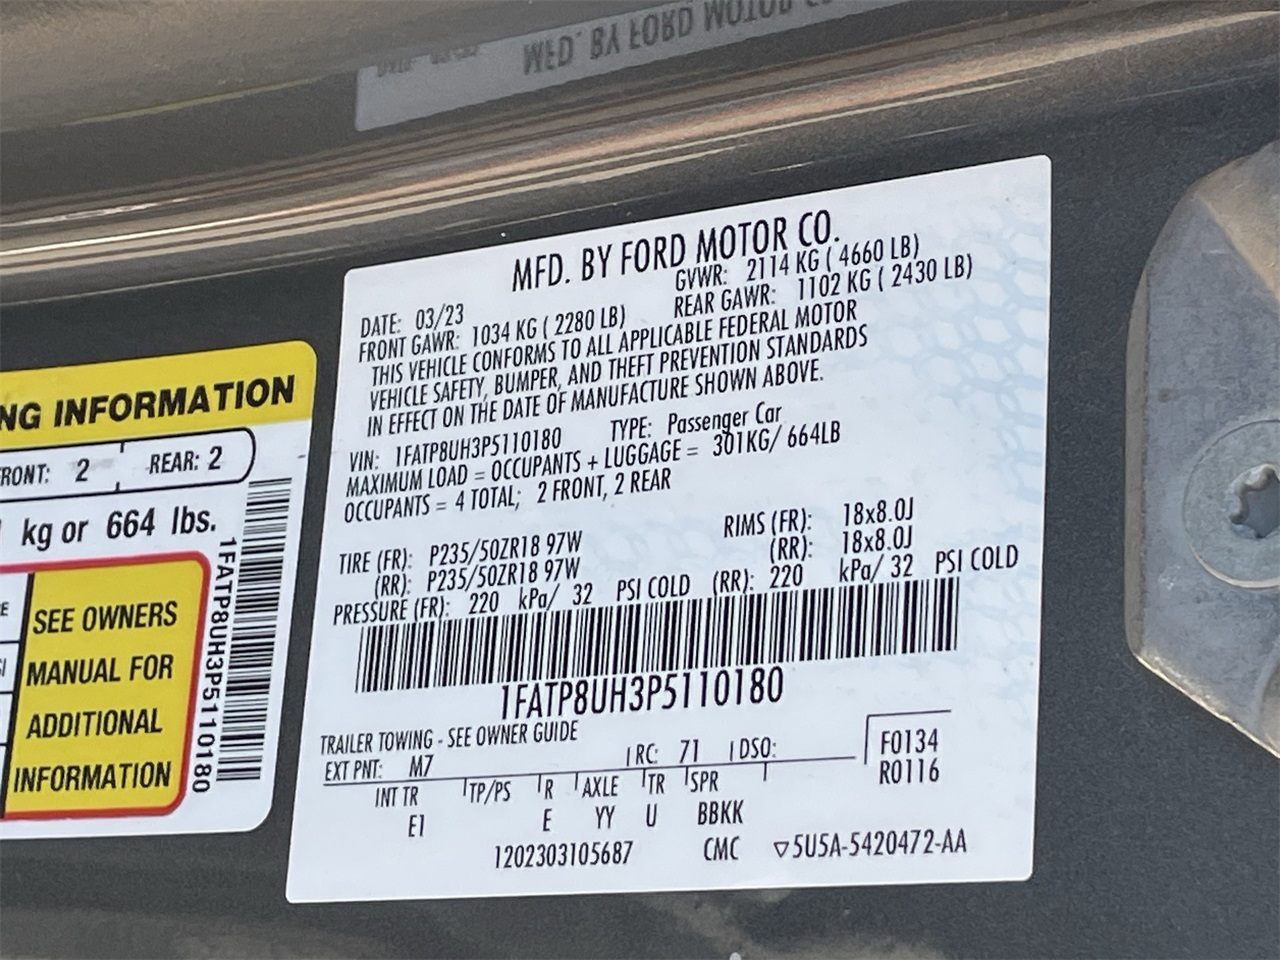 MFD. BY FORD MOTOR CO.
DATE: 03/23 GVWR: 2114 KG ( 4660 LB)
FRONT GAWR: 1034 KG ( 2280 LB) REAR GAWR: 1102 KG ( 2430 LB)
THIS VEHICLE CONFORMS TO ALL APPLICABLE FEDERAL MOTOR
VEHICLE SAFETY, BUMPER, AND THEFT PREVENTION STANDARDS
IN EFFECT ON THE DATE OF MANUFACTURE SHOWN ABOVE.
VIN: 1FATP8UH3P5110180 TYPE: Passenger Car
MAXIMUM LOAD = OCCUPANTS + LUGGAGE = 301KG/ 664LB
OCCUPANTS = 4 TOTAL; 2 FRONT, 2 REAR
TIRE (FR): P235/50ZR18 97W RIMS (FR): 18x8.0J
(RR): P235/50ZR18 97W (RR): 18x8.0J
PRESSURE (FR): 220 kPa/ 32 PSI COLD (RR): 220 kPa/ 32 PSI COLD
1FATP8UH3P5110180
TRAILER TOWING - SEE OWNER GUIDE
EXT PNT: M7 RC: 71 DSO: F0134
INT TR TP/PS R AXLE TR SPR R0116
E1 E YY U BBKK
1202303105687 CMC ▽5U5A-5420472-AA
INFORMATION
FRONT: 2 REAR: 2
kg or 664 lbs.
SEE OWNERS
MANUAL FOR
ADDITIONAL
INFORMATION
1FATP8UH3P5110180
MFD. BY FORD MOTOR